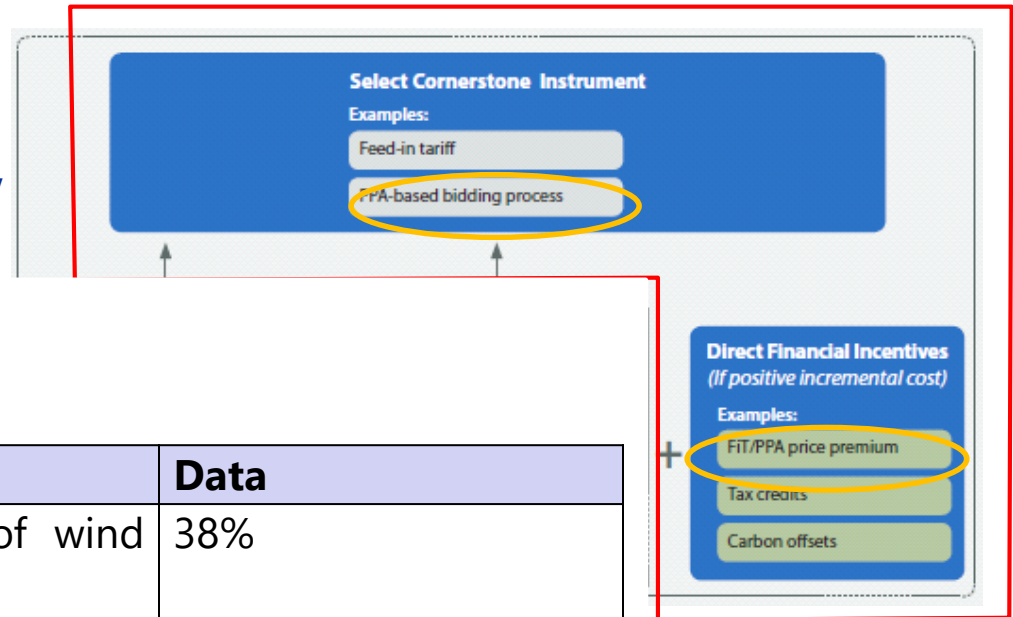 Select Cornerstone Instrument
Examples:
Feed-in tariff
PPA-based bidding process
Direct Financial Incentives
(If positive incremental cost)
Examples:
+
FiT/PPA price premium
Tax credits
Carbon offsets
Data
of wind
38%